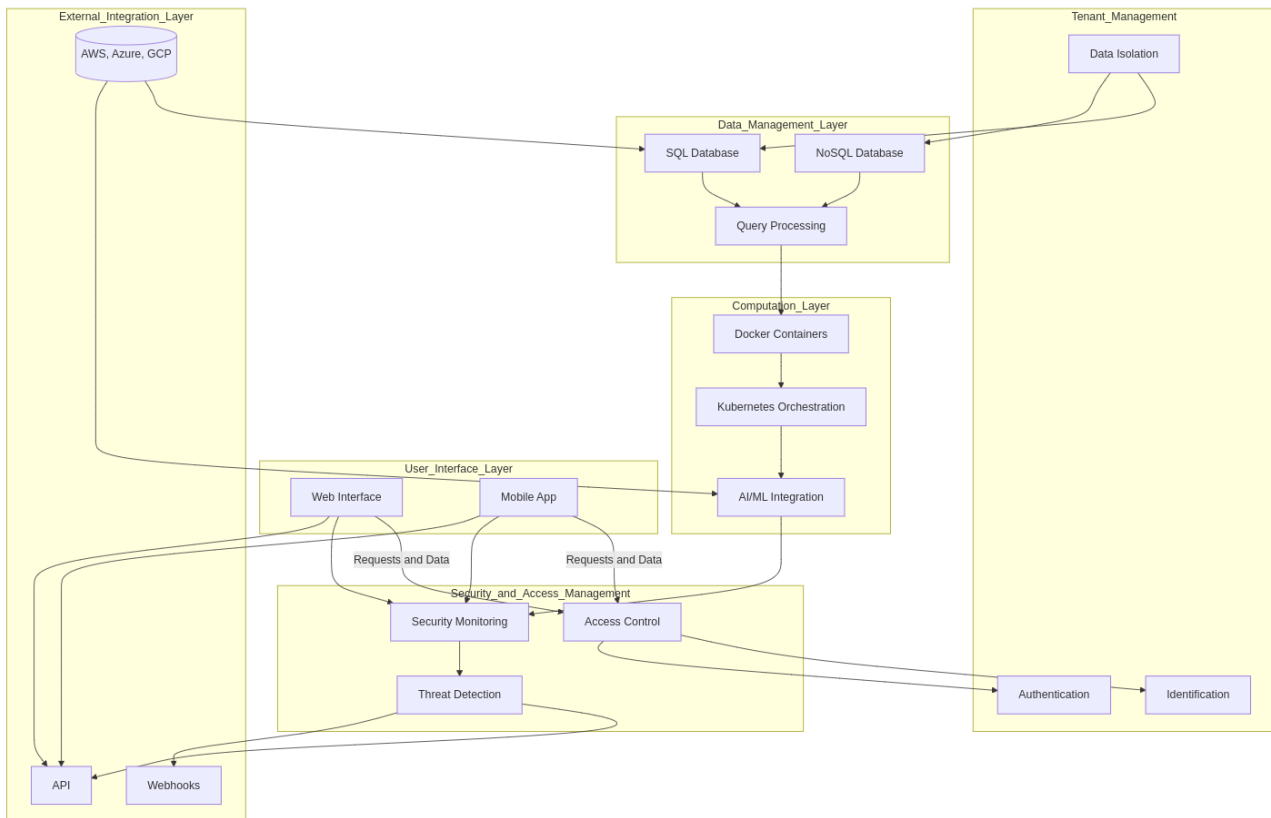 External_Integration_Layer
Tenant_Management
AWS, Azure, GCP
Data Isolation
Data_Management_Layer
SQL Database
NoSQL Database
Query Processing
Computation_Layer
Docker Containers
Kubernetes Orchestration
User_Interface_Layer
Web Interface
Mobile App
AI/ML Integration
Requests and Data
Requests and Data
Security_and_Access_Management
Security Monitoring
Access Control
Threat Detection
Authentication
Identification
API
Webhooks